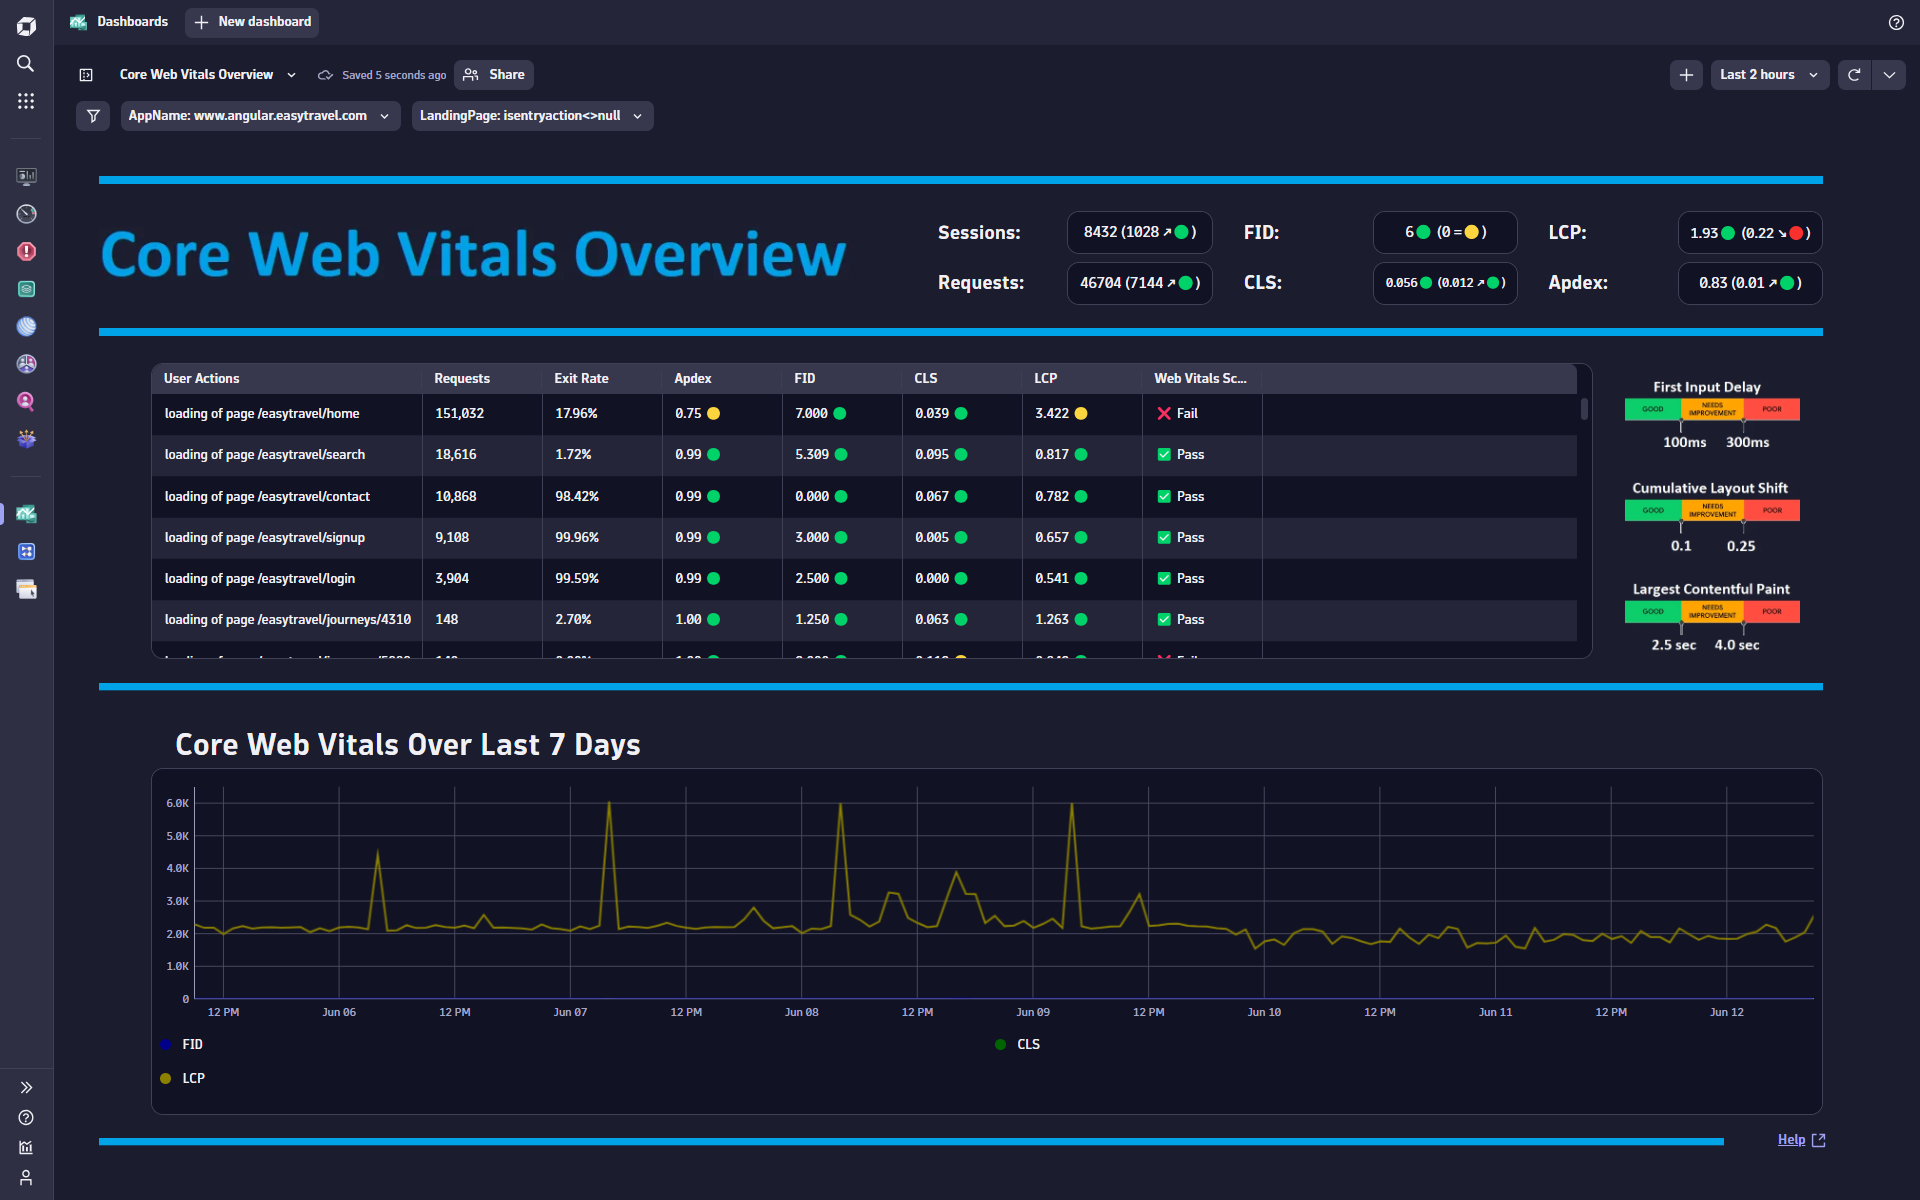 Dashboards
New dashboard
Core Web Vitals Overview
Saved 5 seconds ago
Share
Last 2 hours
AppName: www.angular.easytravel.com
LandingPage: isentryaction<>null
Core Web Vitals Overview
Sessions: 8432 (1028 ↗ ) FID: 6 (0 = ) LCP: 1.93 (0.22 ↘ )
Requests: 46704 (7144 ↗ ) CLS: 0.056 (0.012 ↗ ) Apdex: 0.83 (0.01 ↗ )
User Actions Requests Exit Rate Apdex FID CLS LCP Web Vitals Sc...
loading of page /easytravel/home 151,032 17.96% 0.75 7.000 0.039 3.422 Fail
loading of page /easytravel/search 18,616 1.72% 0.99 5.309 0.095 0.817 Pass
loading of page /easytravel/contact 10,868 98.42% 0.99 0.000 0.067 0.782 Pass
loading of page /easytravel/signup 9,108 99.96% 0.99 3.000 0.005 0.657 Pass
loading of page /easytravel/login 3,904 99.59% 0.99 2.500 0.000 0.541 Pass
loading of page /easytravel/journeys/4310 148 2.70% 1.00 1.250 0.063 1.263 Pass
First Input Delay
GOOD NEEDS IMPROVEMENT POOR
100ms 300ms
Cumulative Layout Shift
GOOD NEEDS IMPROVEMENT POOR
0.1 0.25
Largest Contentful Paint
GOOD NEEDS IMPROVEMENT POOR
2.5 sec 4.0 sec
Core Web Vitals Over Last 7 Days
6.0K
5.0K
4.0K
3.0K
2.0K
1.0K
0
12 PM Jun 06 12 PM Jun 07 12 PM Jun 08 12 PM Jun 09 12 PM Jun 10 12 PM Jun 11 12 PM Jun 12
FID CLS
LCP
Help